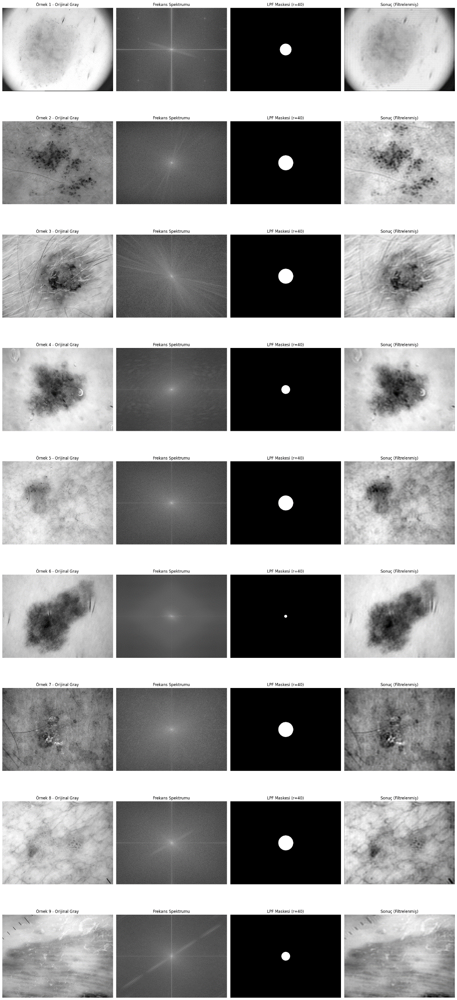 Örnek 1 - Orijinal Gray
Frekans Spektrumu
LPF Maskesi (r=40)
Sonuç (Filtrelenmiş)
Örnek 2 - Orijinal Gray
Frekans Spektrumu
LPF Maskesi (r=40)
Sonuç (Filtrelenmiş)
Örnek 3 - Orijinal Gray
Frekans Spektrumu
LPF Maskesi (r=40)
Sonuç (Filtrelenmiş)
Örnek 4 - Orijinal Gray
Frekans Spektrumu
LPF Maskesi (r=40)
Sonuç (Filtrelenmiş)
Örnek 5 - Orijinal Gray
Frekans Spektrumu
LPF Maskesi (r=40)
Sonuç (Filtrelenmiş)
Örnek 6 - Orijinal Gray
Frekans Spektrumu
LPF Maskesi (r=40)
Sonuç (Filtrelenmiş)
Örnek 7 - Orijinal Gray
Frekans Spektrumu
LPF Maskesi (r=40)
Sonuç (Filtrelenmiş)
Örnek 8 - Orijinal Gray
Frekans Spektrumu
LPF Maskesi (r=40)
Sonuç (Filtrelenmiş)
Örnek 9 - Orijinal Gray
Frekans Spektrumu
LPF Maskesi (r=40)
Sonuç (Filtrelenmiş)